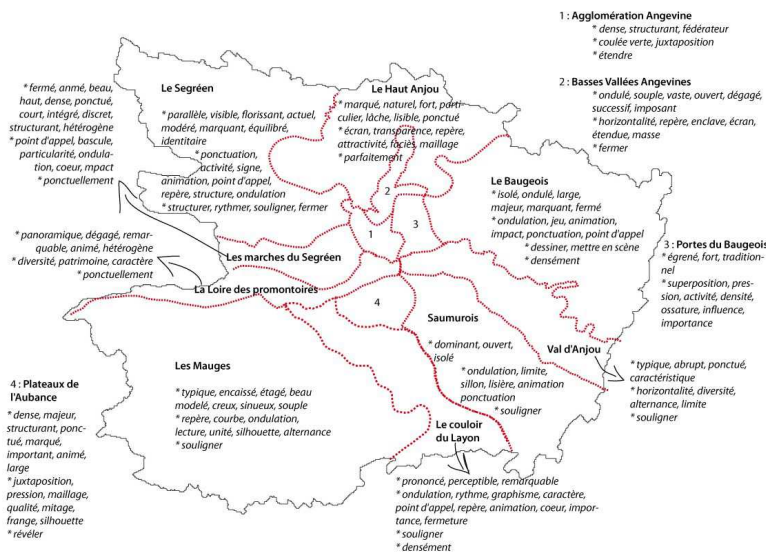 1 : Agglomération Angevine
* dense, structurant, fédérateur
* coulée verte, juxtaposition
* étendre
2 : Basses Vallées Angevines
* ondulé, souple, vaste, ouvert, dégagé,
successif, imposant
* horizontalité, repère, enclave, écran,
étendue, masse
* fermer
* fermé, anmé, beau,
haut, dense, ponctué,
court, intégré, discret,
structurant, hétérogène
* point d'appel, bascule,
particularité, ondula-
tion, coeur, mpact
* ponctuellement
Le Segréen
* parallèle, visible, florissant, actuel,
modéré, marquant, équilibré,
identitaire
* ponctuation,
activité, signe,
animation, point d'appel,
repère, structure, ondulation
* structurer, rythmer, souligner, fermer
Le Haut Anjou
* marqué, naturel, fort, parti-
culier, lâche, lisible, ponctué
* écran, transparence, repère,
attractivité, faciès, maillage
* parfaitement
2
1
3
4
Le Baugeois
* isolé, ondulé, large,
majeur, marquant, fermé
* ondulation, jeu, animation,
impact, ponctuation, point d'appel
* dessiner, mettre en scène
* densément
3 : Portes du Baugeois
* égrené, fort, tradition-
nel
* superposition, pres-
sion, activité, densité,
ossature, influence,
importance
* panoramique, dégagé, remar-
quable, animé, hétérogène
* diversité, patrimoine, caractère
* ponctuellement
Les marches du Segréen
La Loire des promontoires
Saumurois
* dominant, ouvert,
isolé
* ondulation, limite,
sillon, lisière, animation
ponctuation
* souligner
Val d'Anjou
* typique, abrupt, ponctué,
caractéristique
* horizontalité, diversité,
alternance, limite
* souligner
Les Mauges
* typique, encaissé, étagé, beau
modelé, creux, sinueux, souple
* repère, courbe, ondulation,
lecture, unité, silhouette, alternance
* souligner
4 : Plateaux de
l'Aubance
* dense, majeur,
structurant, ponc-
tué, marqué,
important, animé,
large
* juxtaposition,
pression, maillage,
qualité, mitage,
frange, silhouette
* révéler
Le couloir
du Layon
* prononcé, perceptible, remarquable
* ondulation, rythme, graphisme, caractère,
point d'appel, repère, animation, coeur, impor-
tance, fermeture
* souligner
* densément